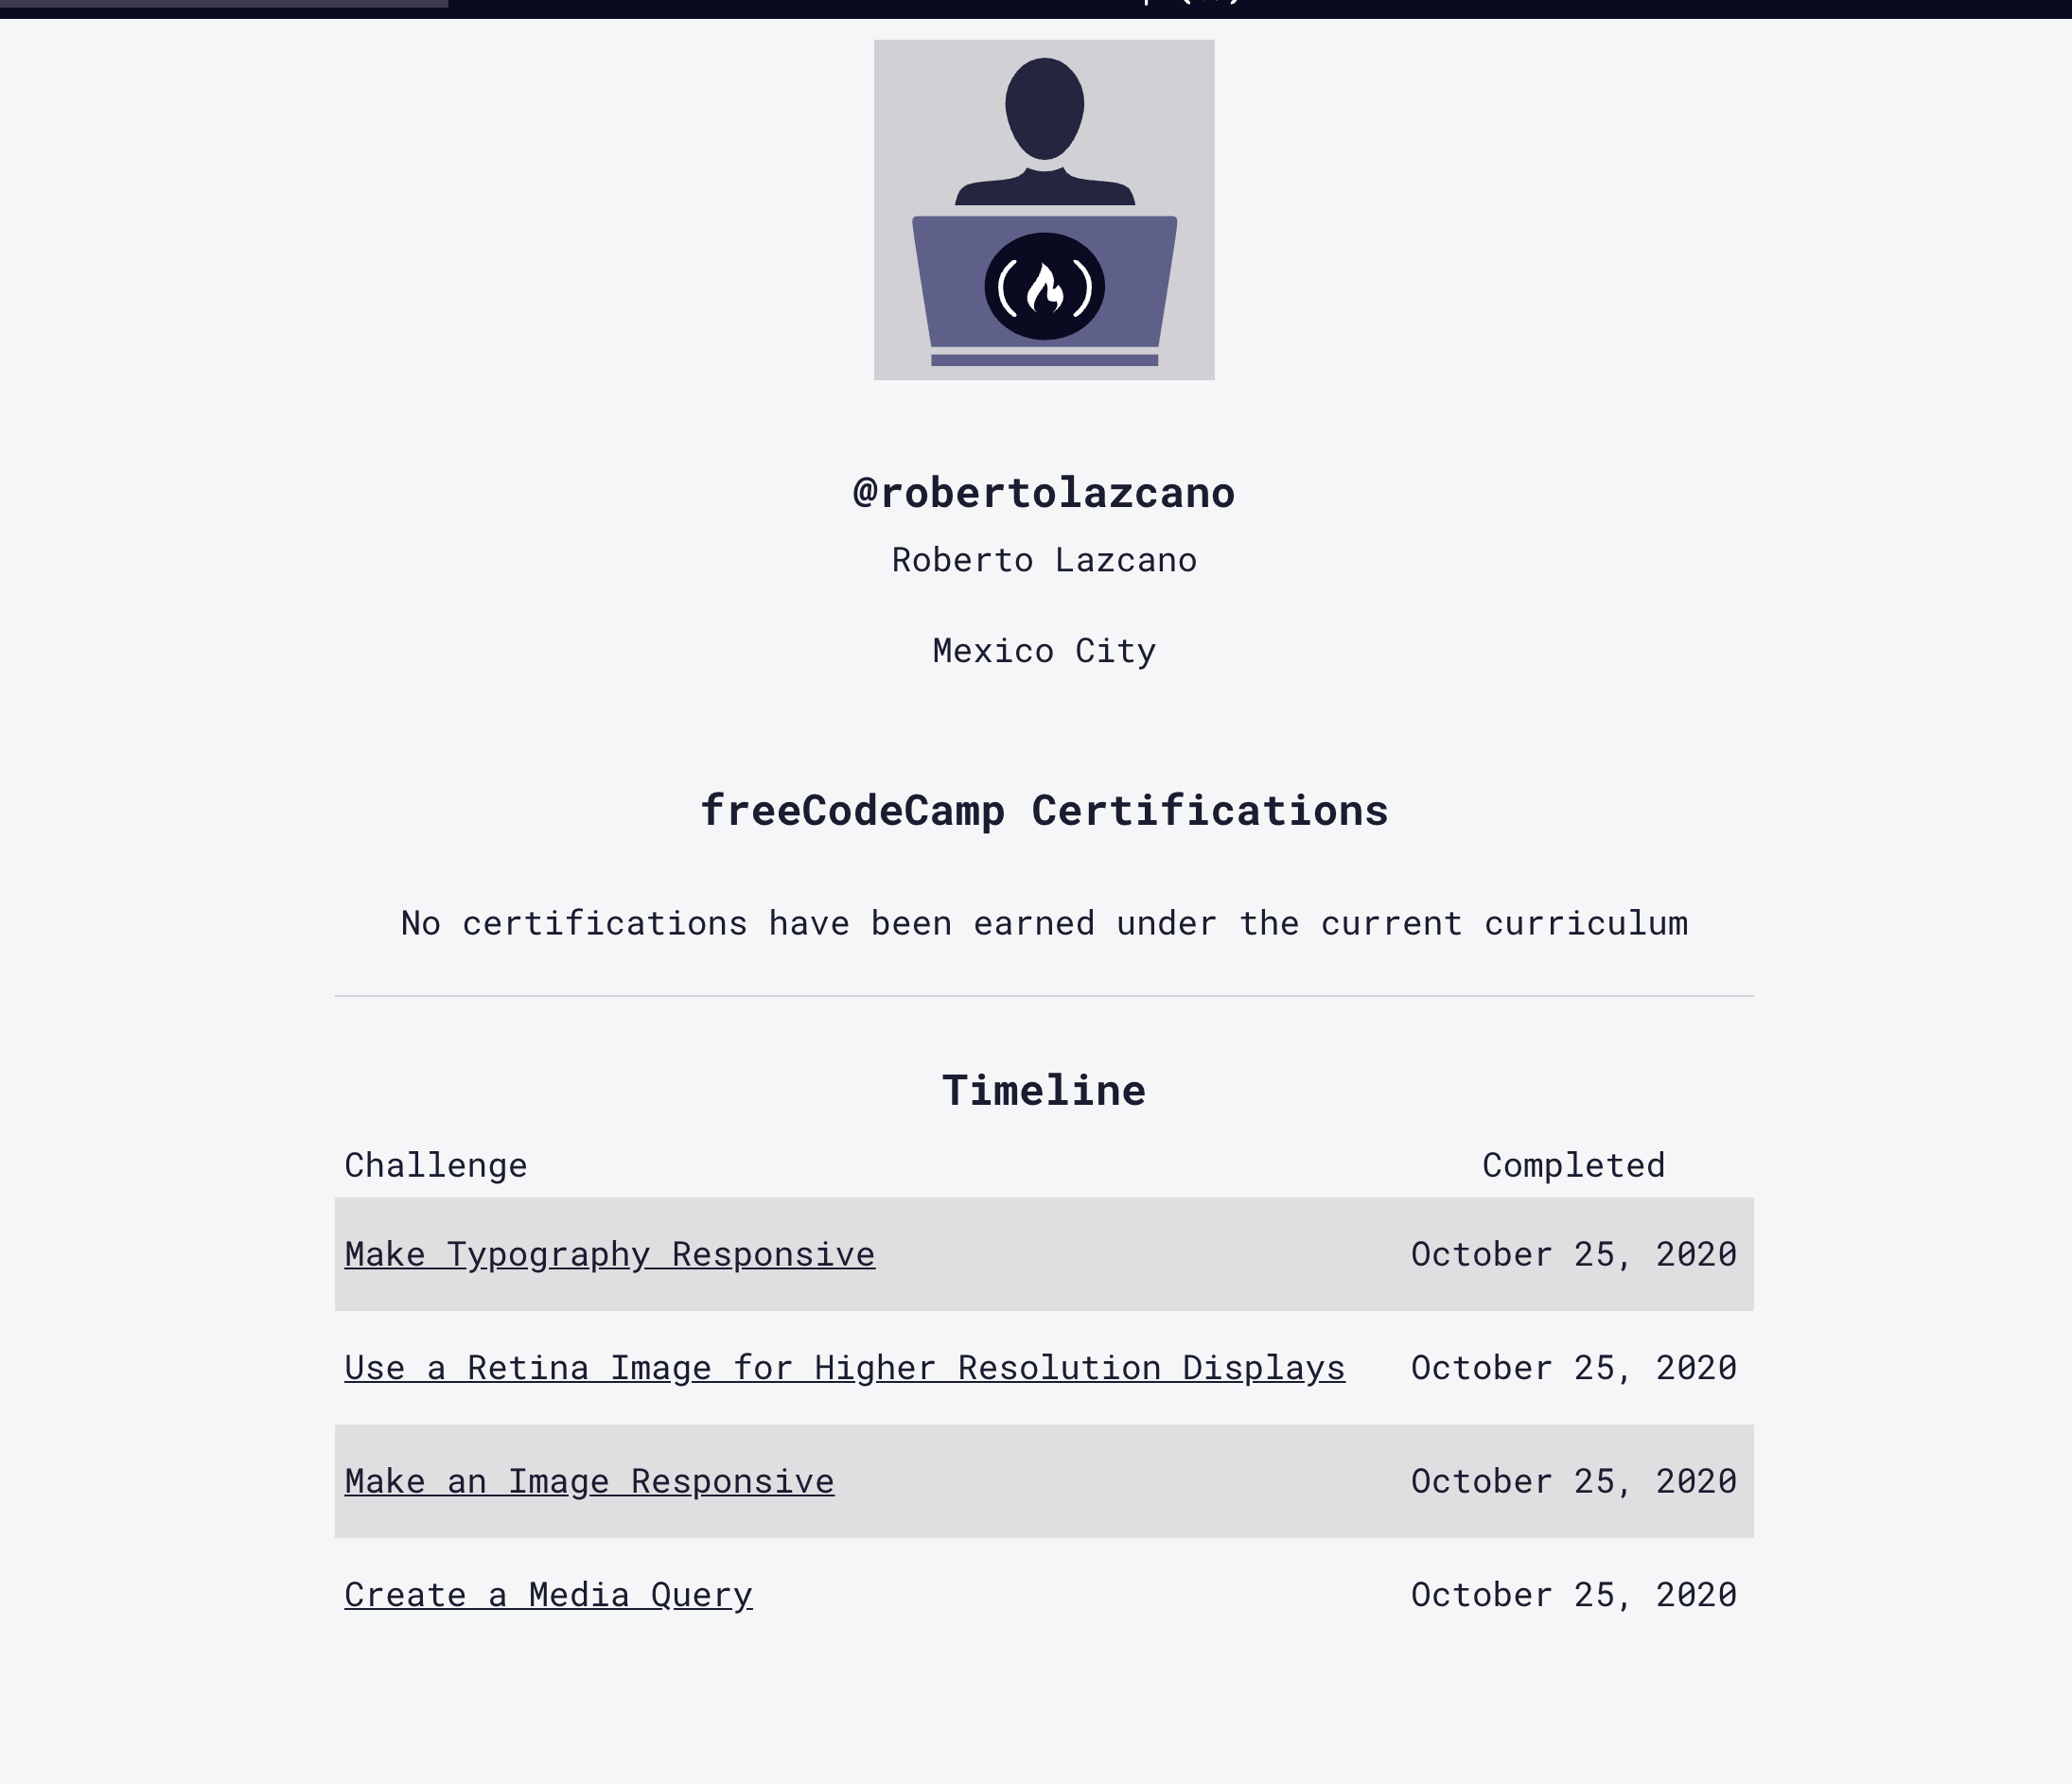 @robertolazcano
Roberto Lazcano
Mexico City
freeCodeCamp Certifications
No certifications have been earned under the current curriculum
Timeline
Challenge Completed
Make Typography Responsive October 25, 2020
Use a Retina Image for Higher Resolution Displays October 25, 2020
Make an Image Responsive October 25, 2020
Create a Media Query October 25, 2020